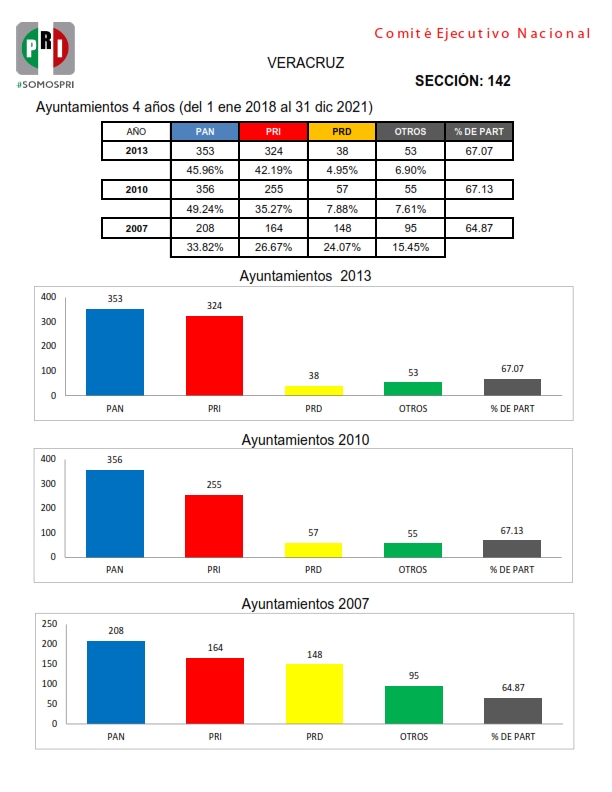 Comité Ejecutivo Nacional
PRI
#SOMOSPRI
VERACRUZ
SECCIÓN: 142
Ayuntamientos 4 años (del 1 ene 2018 al 31 dic 2021)
AÑO PAN PRI PRD OTROS % DE PART
2013 353 324 38 53 67.07
45.96% 42.19% 4.95% 6.90%
2010 356 255 57 55 67.13
49.24% 35.27% 7.88% 7.61%
2007 208 164 148 95 64.87
33.82% 26.67% 24.07% 15.45%
Ayuntamientos 2013
400
300
200
100
0
353 324 38 53 67.07
PAN PRI PRD OTROS % DE PART
Ayuntamientos 2010
400
300
200
100
0
356 255 57 55 67.13
PAN PRI PRD OTROS % DE PART
Ayuntamientos 2007
250
200
150
100
50
0
208 164 148 95 64.87
PAN PRI PRD OTROS % DE PART